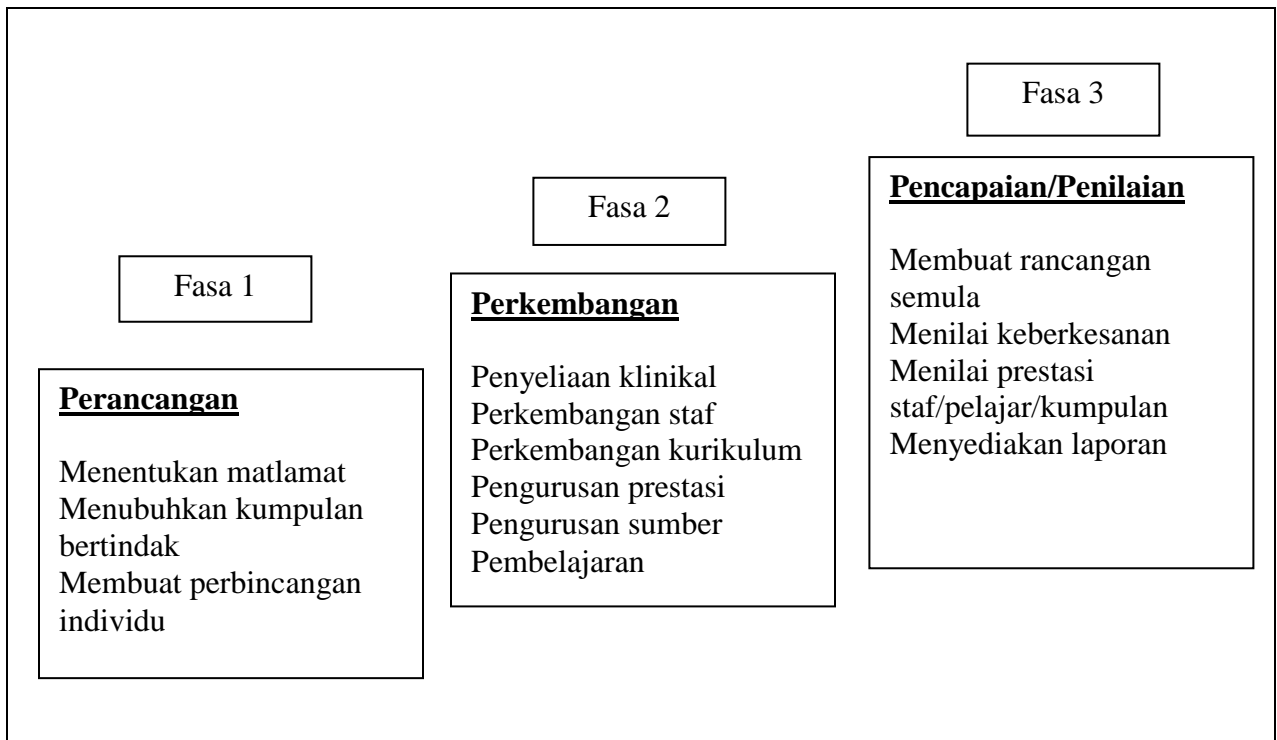 Fasa 1
Perancangan
Menentukan matlamat
Menubuhkan kumpulan
bertindak
Membuat perbincangan
individu
Fasa 2
Perkembangan
Penyeliaan klinikal
Perkembangan staf
Perkembangan kurikulum
Pengurusan prestasi
Pengurusan sumber
Pembelajaran
Fasa 3
Pencapaian/Penilaian
Membuat rancangan
semula
Menilai keberkesanan
Menilai prestasi
staf/pelajar/kumpulan
Menyediakan laporan